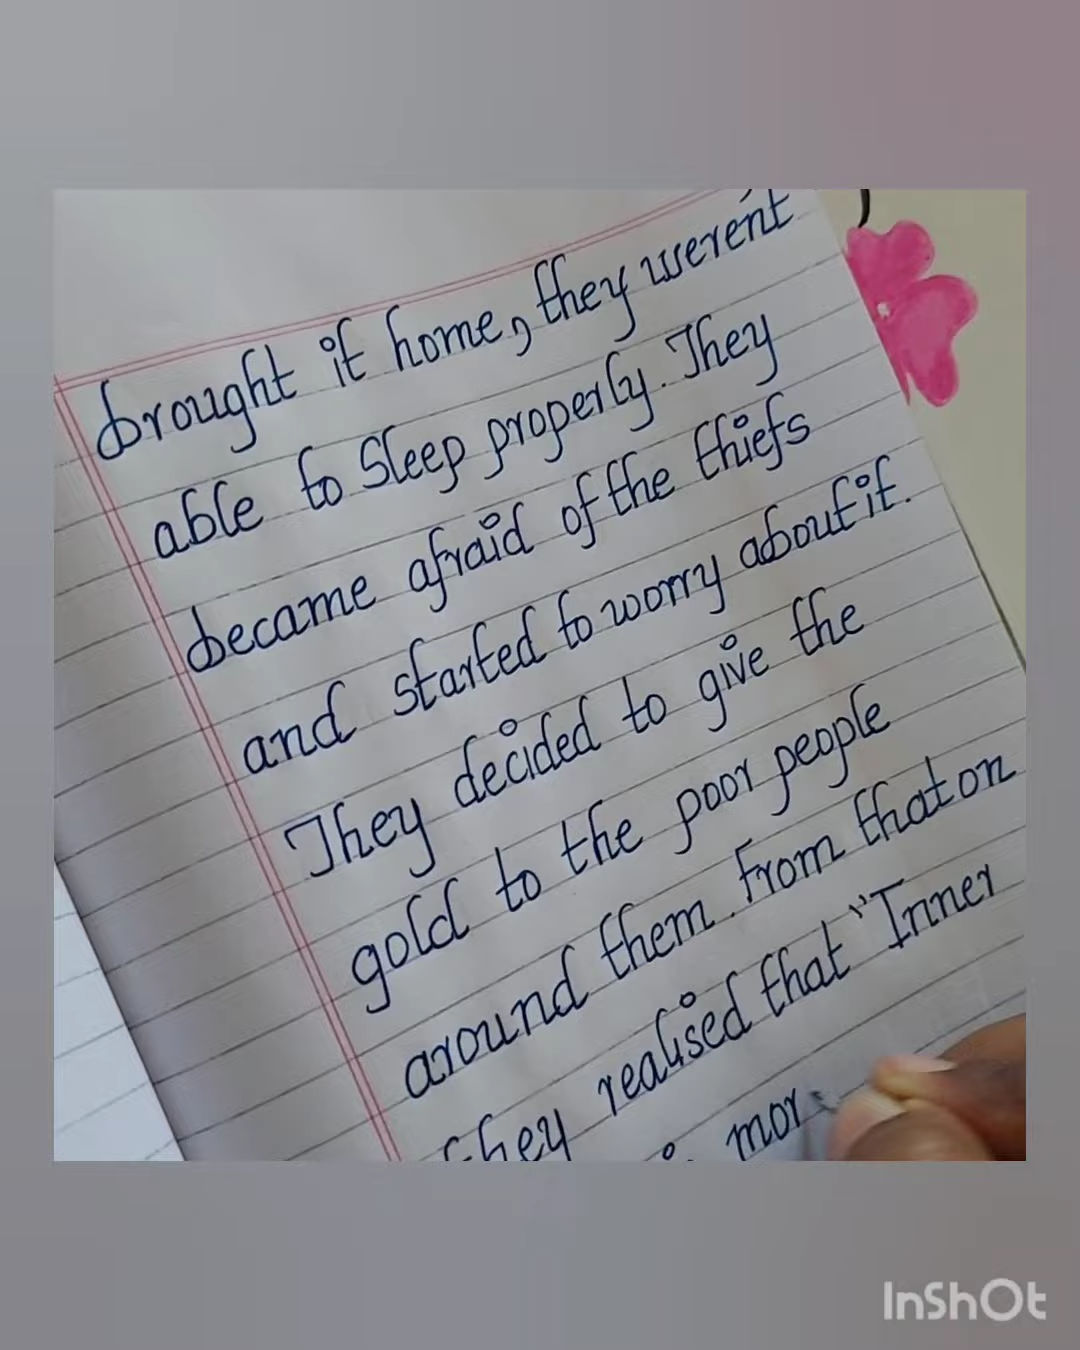 brought it home, they weren't
able to Sleep properly. They
became afraid of the thiefs
and started to worry about it.
They decided to give the
gold to the poor people
around them. From that on
they realised that "Inner
mor
InShOt